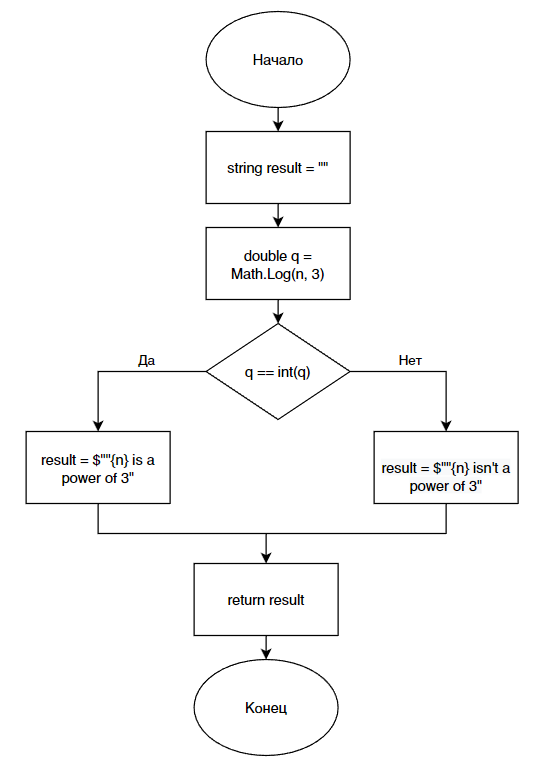 Начало
string result = ""
double q =
Math.Log(n, 3)
q == int(q)
Да
Нет
result = $""{n} is a
power of 3"
result = $""{n} isn't a
power of 3"
return result
Конец